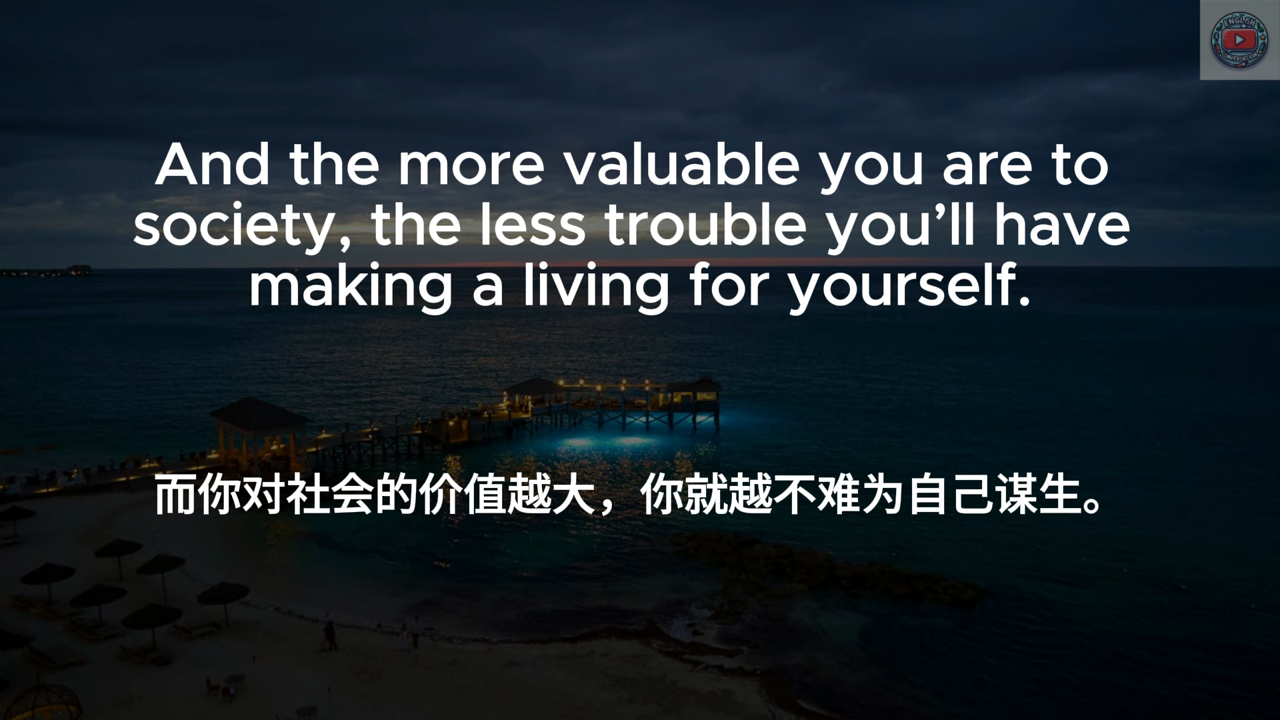 And the more valuable you are to
society, the less trouble you’ll have
making a living for yourself.
而你对社会的价值越大，你就越不难为自己谋生。
ENGLISH